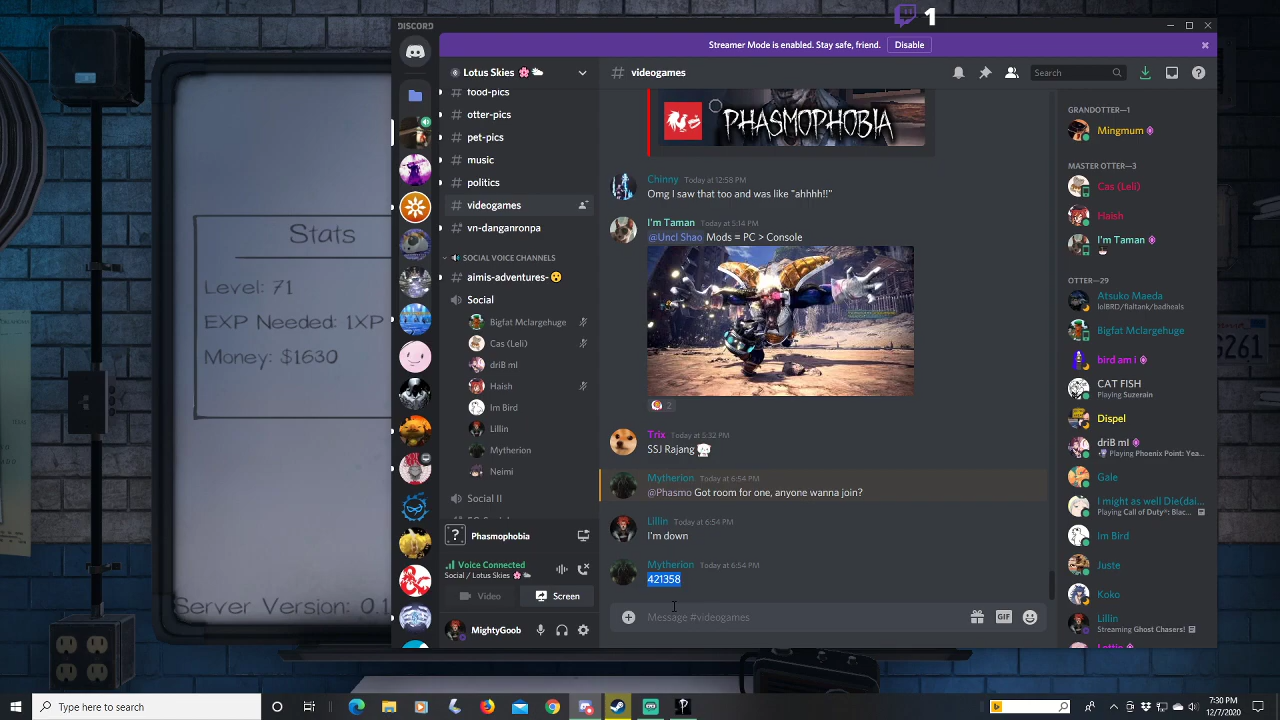 1
DISCORD
Streamer Mode is enabled. Stay safe, friend.
Disable
Lotus Skies
# food-pics
# otter-pics
# pet-pics
# music
# politics
# videogames
# vn-danganronpa
SOCIAL VOICE CHANNELS
# aimis-adventures-
Social
Bigfat Mclargehuge
Cas (Leli)
driB ml
Haish
Im Bird
Lillin
Mytherion
Neimi
Social II
?
Phasmophobia
Voice Connected
Social / Lotus Skies
Video
Screen
MightyGoob
# videogames
Search
PHASMOPHOBIA
Chinny Today at 12:58 PM
Omg I saw that too and was like "ahhhh!!"
I'm Taman Today at 5:14 PM
@Uncl Shao Mods = PC > Console
2
Trix Today at 5:32 PM
SSJ Rajang
Mytherion Today at 6:54 PM
@Phasmo Got room for one, anyone wanna join?
Lillin Today at 6:54 PM
I'm down
Mytherion Today at 6:54 PM
421358
Message #videogames
GIF
GRANDOTTER—1
Mingmum
MASTER OTTER—3
Cas (Leli)
Haish
I'm Taman
OTTER—29
Atsuko Maeda
lolBRD/fialtank/badheals
Bigfat Mclargehuge
bird am i
CAT FISH
Playing Suzerain
Dispel
driB ml
Playing Phoenix Point: Yea...
Gale
I might as well Die(dai...
Playing Call of Duty®: Blac...
Im Bird
Juste
Koko
Lillin
Streaming Ghost Chasers!
Stats
Level: 71
EXP Needed: 1XP
Money: $1630
Server Version: 0.1
6261
Type here to search
7:30 PM
12/7/2020